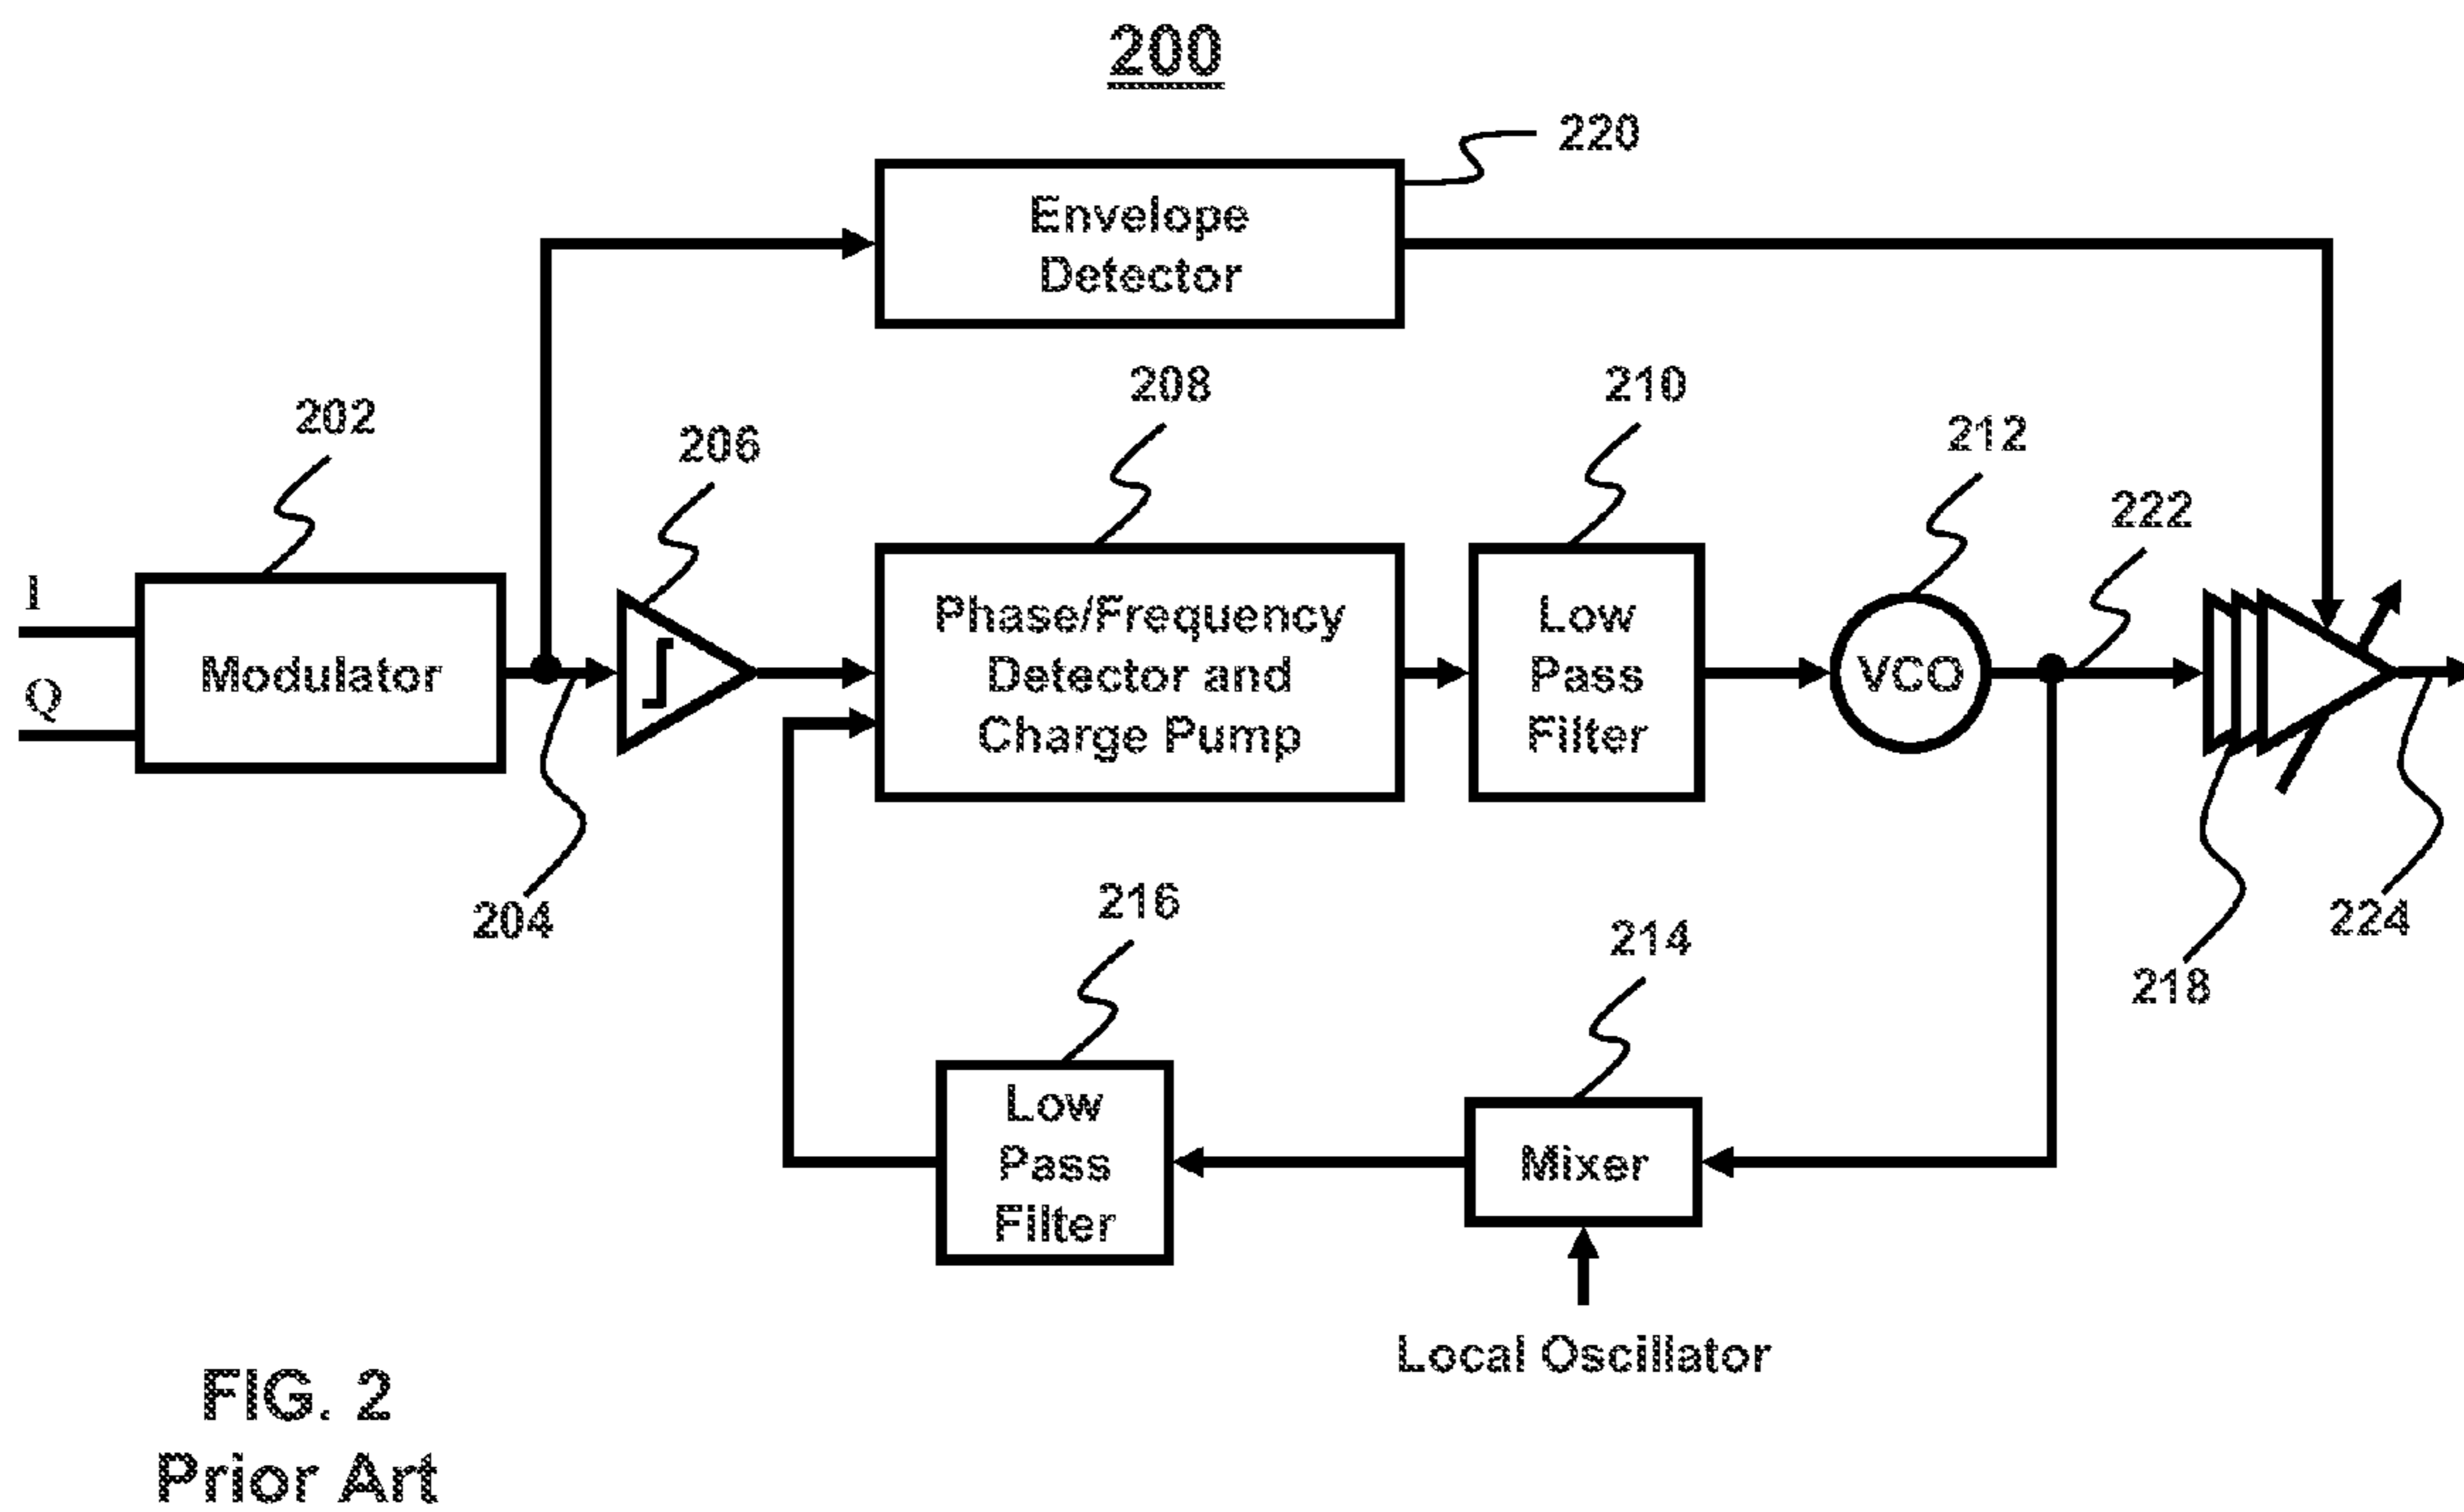 200
220
Envelope
Detector
202
206
208
210
212
222
I
Q
Modulator
Phase/Frequency
Detector and
Charge Pump
Low
Pass
Filter
VCO
204
216
214
218
224
Low
Pass
Filter
Mixer
Local Oscillator
FIG. 2
Prior Art